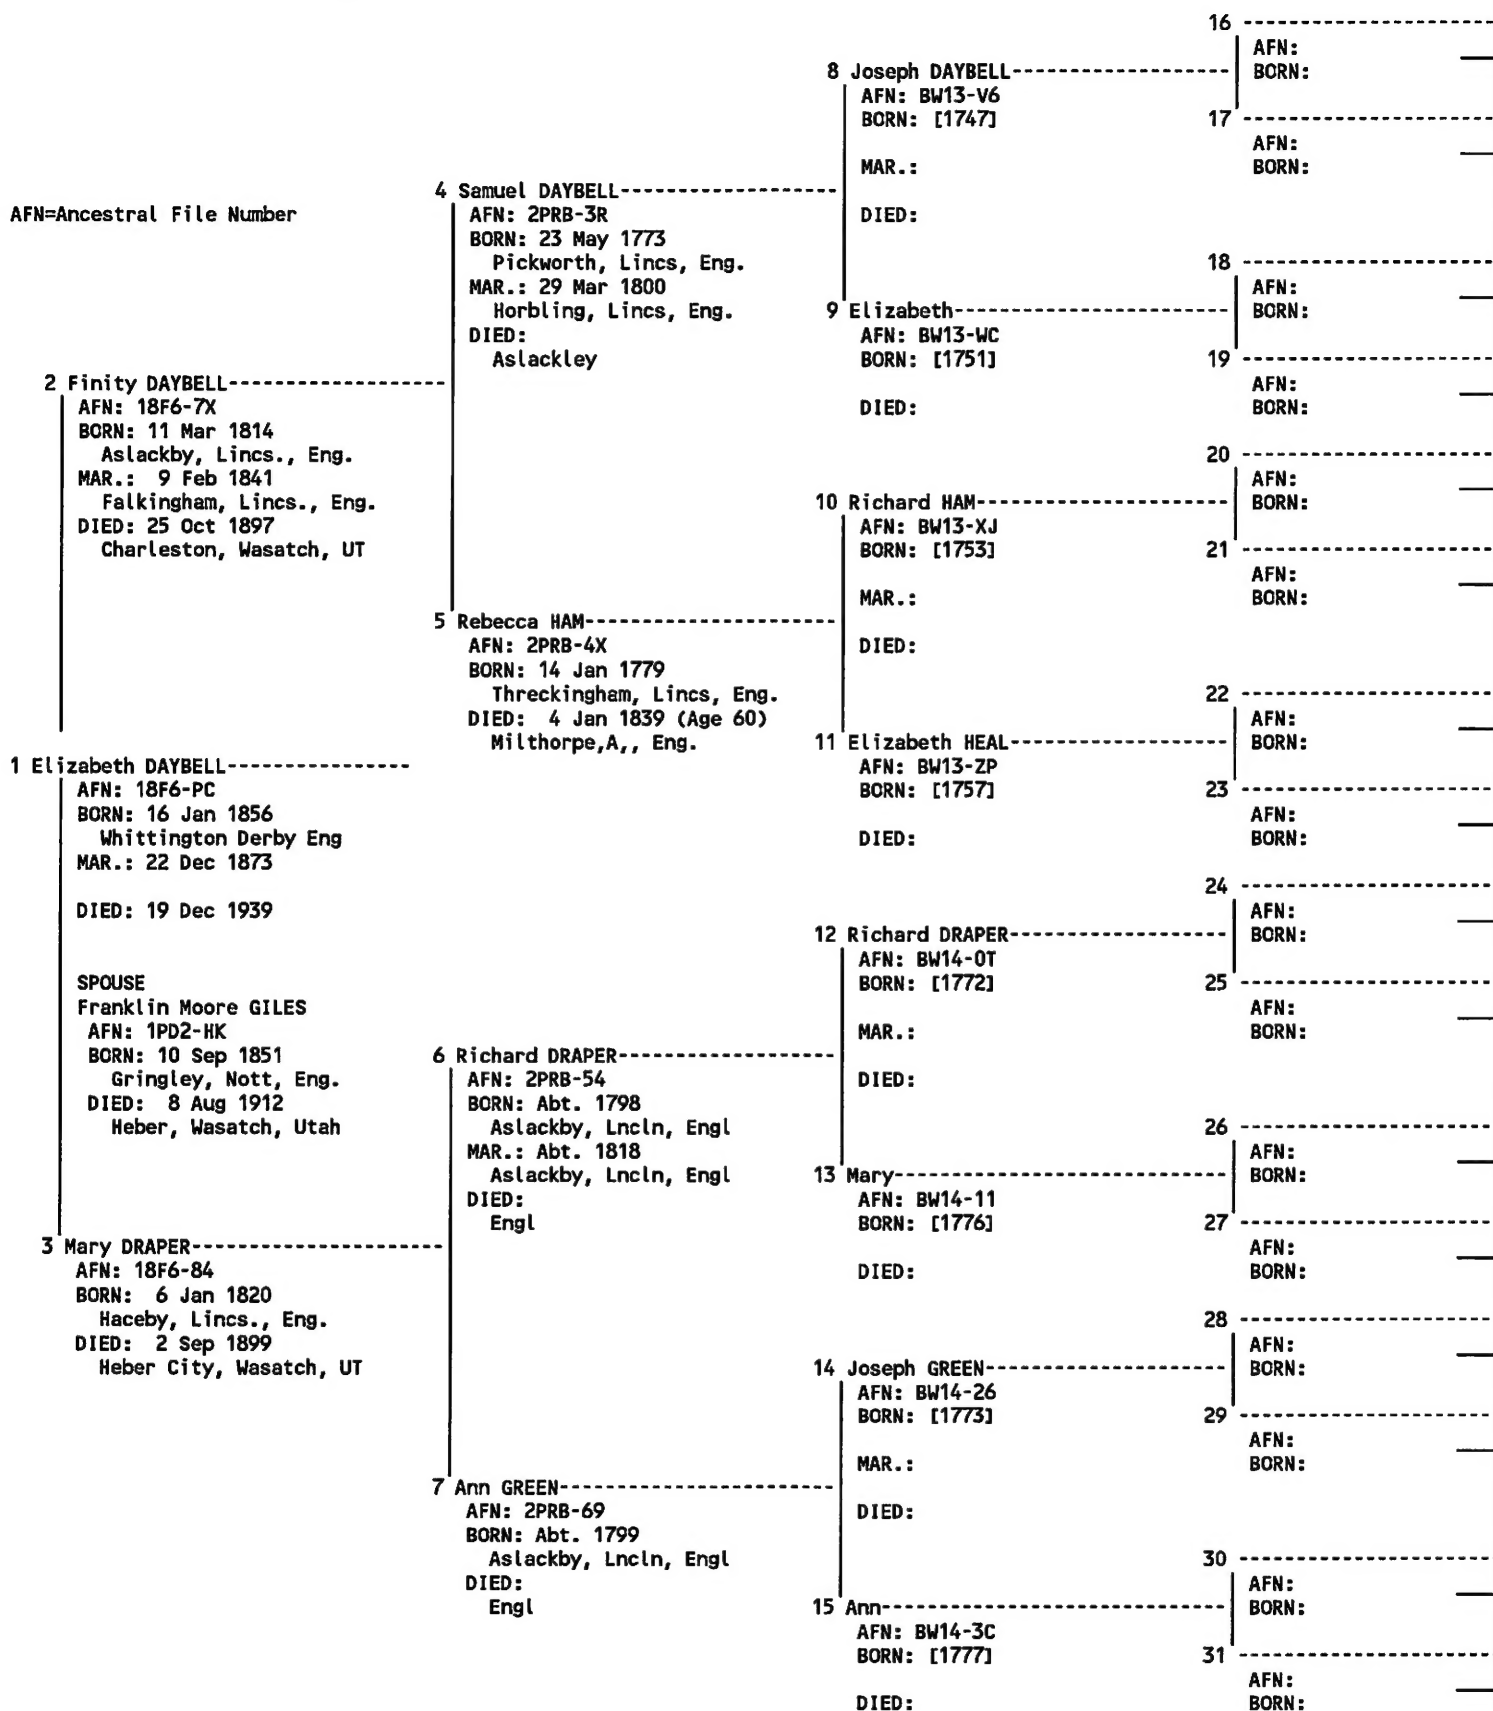 AFN=Ancestral File Number
1 Elizabeth DAYBELL----------------
AFN: 18F6-PC
BORN: 16 Jan 1856
Whittington Derby Eng
MAR.: 22 Dec 1873
DIED: 19 Dec 1939
SPOUSE
Franklin Moore GILES
AFN: 1PD2-HK
BORN: 10 Sep 1851
Gringley, Nott, Eng.
DIED: 8 Aug 1912
Heber, Wasatch, Utah
2 Finity DAYBELL-------------------
AFN: 18F6-7X
BORN: 11 Mar 1814
Aslackby, Lincs., Eng.
MAR.: 9 Feb 1841
Falkingham, Lincs., Eng.
DIED: 25 Oct 1897
Charleston, Wasatch, UT
3 Mary DRAPER----------------------
AFN: 18F6-84
BORN: 6 Jan 1820
Haceby, Lincs., Eng.
DIED: 2 Sep 1899
Heber City, Wasatch, UT
4 Samuel DAYBELL-------------------
AFN: 2PRB-3R
BORN: 23 May 1773
Pickworth, Lincs, Eng.
MAR.: 29 Mar 1800
Horbling, Lincs, Eng.
DIED:
Aslackley
5 Rebecca HAM----------------------
AFN: 2PRB-4X
BORN: 14 Jan 1779
Threckingham, Lincs, Eng.
DIED: 4 Jan 1839 (Age 60)
Milthorpe,A,, Eng.
6 Richard DRAPER-------------------
AFN: 2PRB-54
BORN: Abt. 1798
Aslackby, Lncln, Engl
MAR.: Abt. 1818
Aslackby, Lncln, Engl
DIED:
Engl
7 Ann GREEN------------------------
AFN: 2PRB-69
BORN: Abt. 1799
Aslackby, Lncln, Engl
DIED:
Engl
8 Joseph DAYBELL-------------------
AFN: BW13-V6
BORN: [1747]
MAR.:
DIED:
9 Elizabeth------------------------
AFN: BW13-WC
BORN: [1751]
DIED:
10 Richard HAM----------------------
AFN: BW13-XJ
BORN: [1753]
MAR.:
DIED:
11 Elizabeth HEAL-------------------
AFN: BW13-ZP
BORN: [1757]
DIED:
12 Richard DRAPER-------------------
AFN: BW14-0T
BORN: [1772]
MAR.:
DIED:
13 Mary-----------------------------
AFN: BW14-11
BORN: [1776]
DIED:
14 Joseph GREEN---------------------
AFN: BW14-26
BORN: [1773]
MAR.:
DIED:
15 Ann------------------------------
AFN: BW14-3C
BORN: [1777]
DIED:
16 ---------------------
AFN:
BORN:
17 ---------------------
AFN:
BORN:
18 ---------------------
AFN:
BORN:
19 ---------------------
AFN:
BORN:
20 ---------------------
AFN:
BORN:
21 ---------------------
AFN:
BORN:
22 ---------------------
AFN:
BORN:
23 ---------------------
AFN:
BORN:
24 ---------------------
AFN:
BORN:
25 ---------------------
AFN:
BORN:
26 ---------------------
AFN:
BORN:
27 ---------------------
AFN:
BORN:
28 ---------------------
AFN:
BORN:
29 ---------------------
AFN:
BORN:
30 ---------------------
AFN:
BORN:
31 ---------------------
AFN:
BORN: